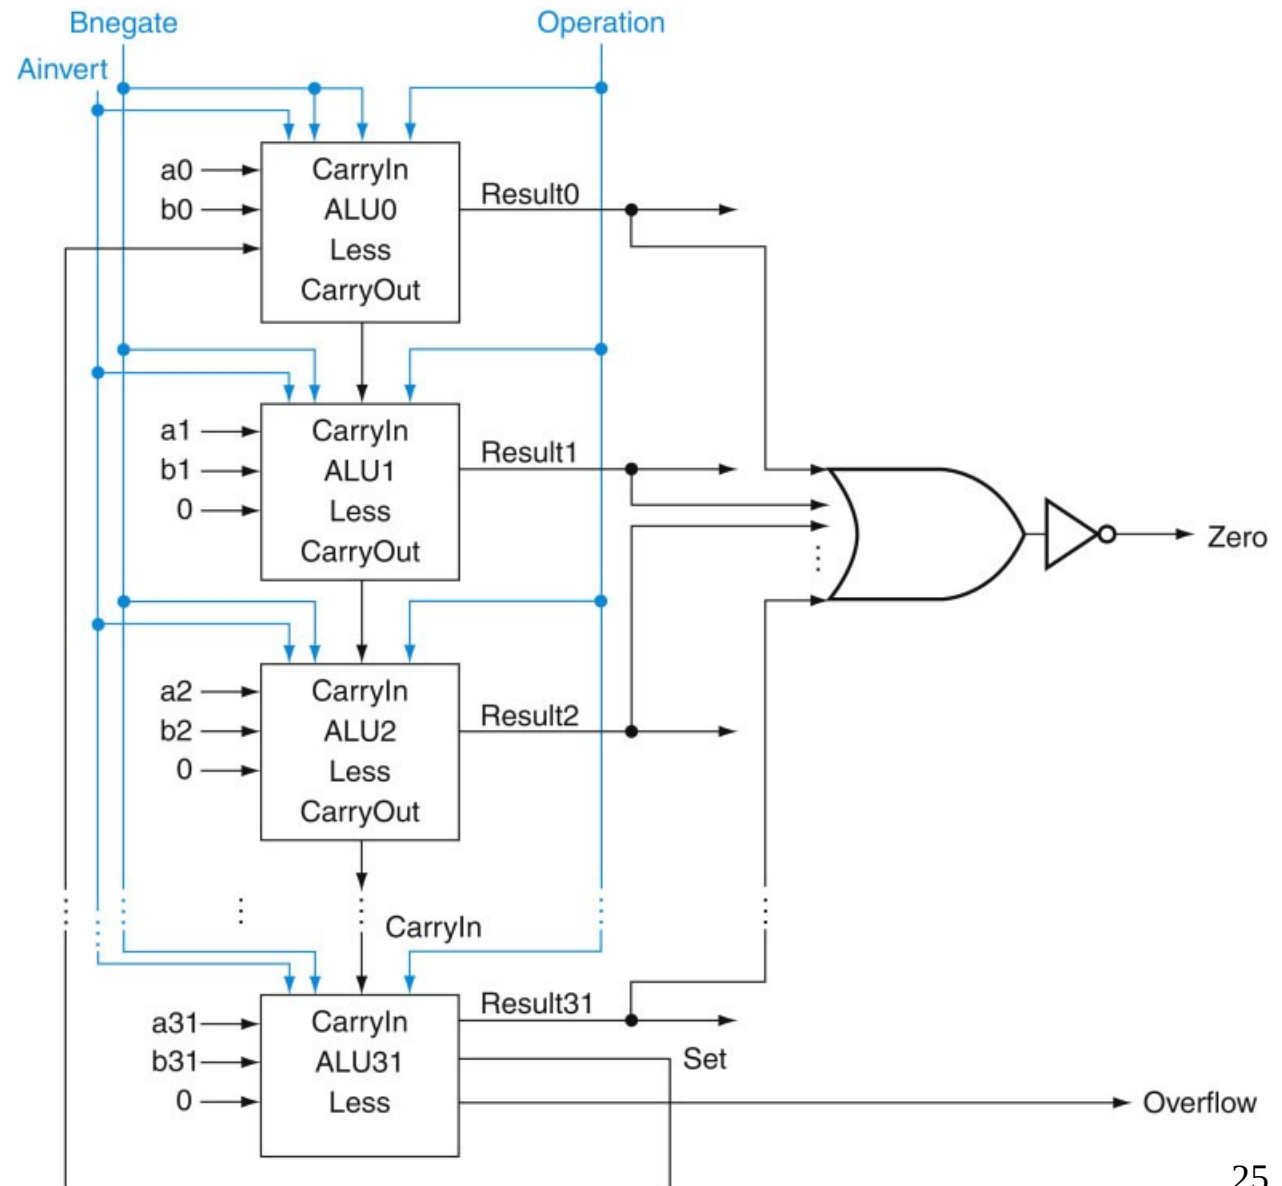 Bnegate
Operation
Ainvert
a0
CarryIn
b0
ALU0
Result0
Less
CarryOut
a1
CarryIn
b1
ALU1
Result1
0
Less
CarryOut
Zero
a2
CarryIn
b2
ALU2
Result2
0
Less
CarryOut
CarryIn
a31
CarryIn
Result31
b31
ALU31
Set
0
Less
Overflow
25